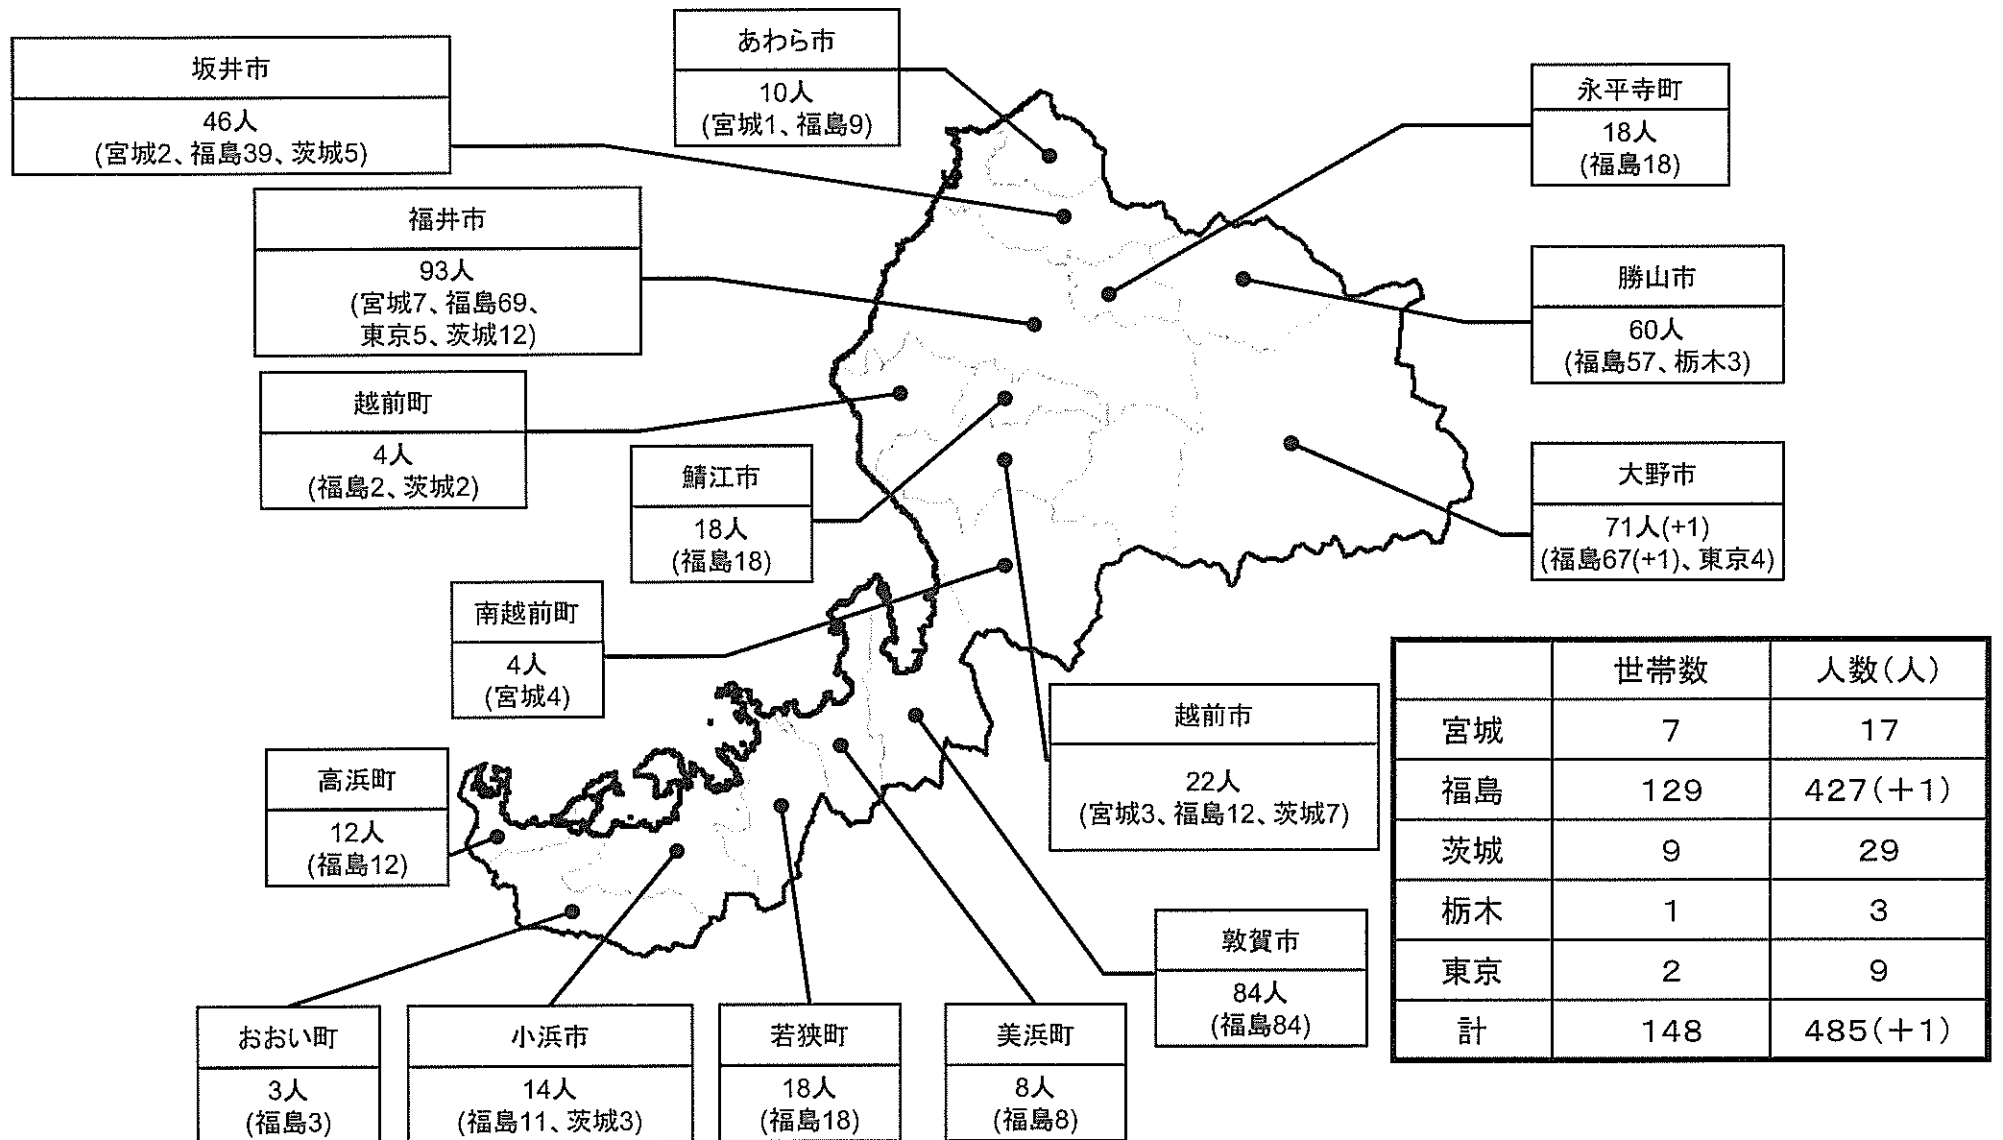 あわら市
10人
(宮城1、福島9)
坂井市
46人
(宮城2、福島39、茨城5)
永平寺町
18人
(福島18)
福井市
93人
(宮城7、福島69、
東京5、茨城12)
勝山市
60人
(福島57、栃木3)
越前町
4人
(福島2、茨城2)
鯖江市
18人
(福島18)
大野市
71人(+1)
(福島67(+1)、東京4)
南越前町
4人
(宮城4)
越前市
22人
(宮城3、福島12、茨城7)
高浜町
12人
(福島12)
敦賀市
84人
(福島84)
おおい町
3人
(福島3)
小浜市
14人
(福島11、茨城3)
若狭町
18人
(福島18)
美浜町
8人
(福島8)
世帯数 人数(人)
宮城 7 17
福島 129 427(+1)
茨城 9 29
栃木 1 3
東京 2 9
計 148 485(+1)